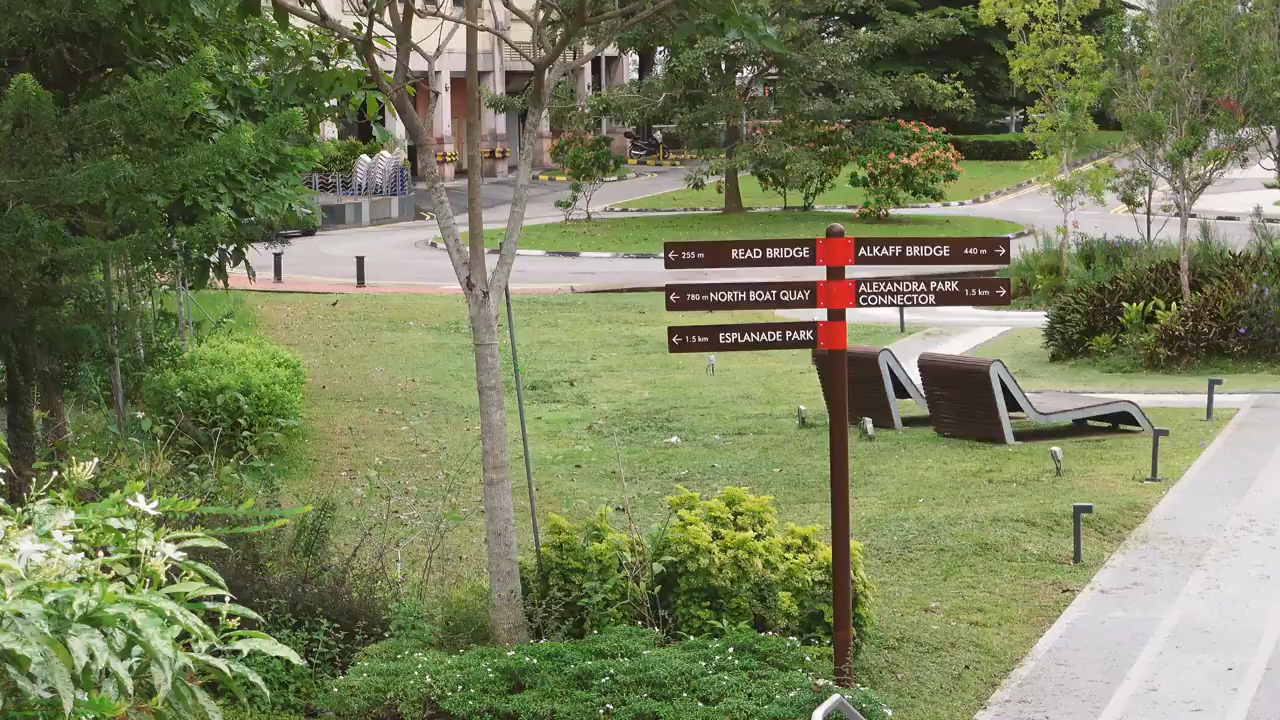 ← 255 m READ BRIDGE
ALKAFF BRIDGE 440 m →
← 780 m NORTH BOAT QUAY
ALEXANDRA PARK
CONNECTOR 1.5 km →
← 1.5 km ESPLANADE PARK